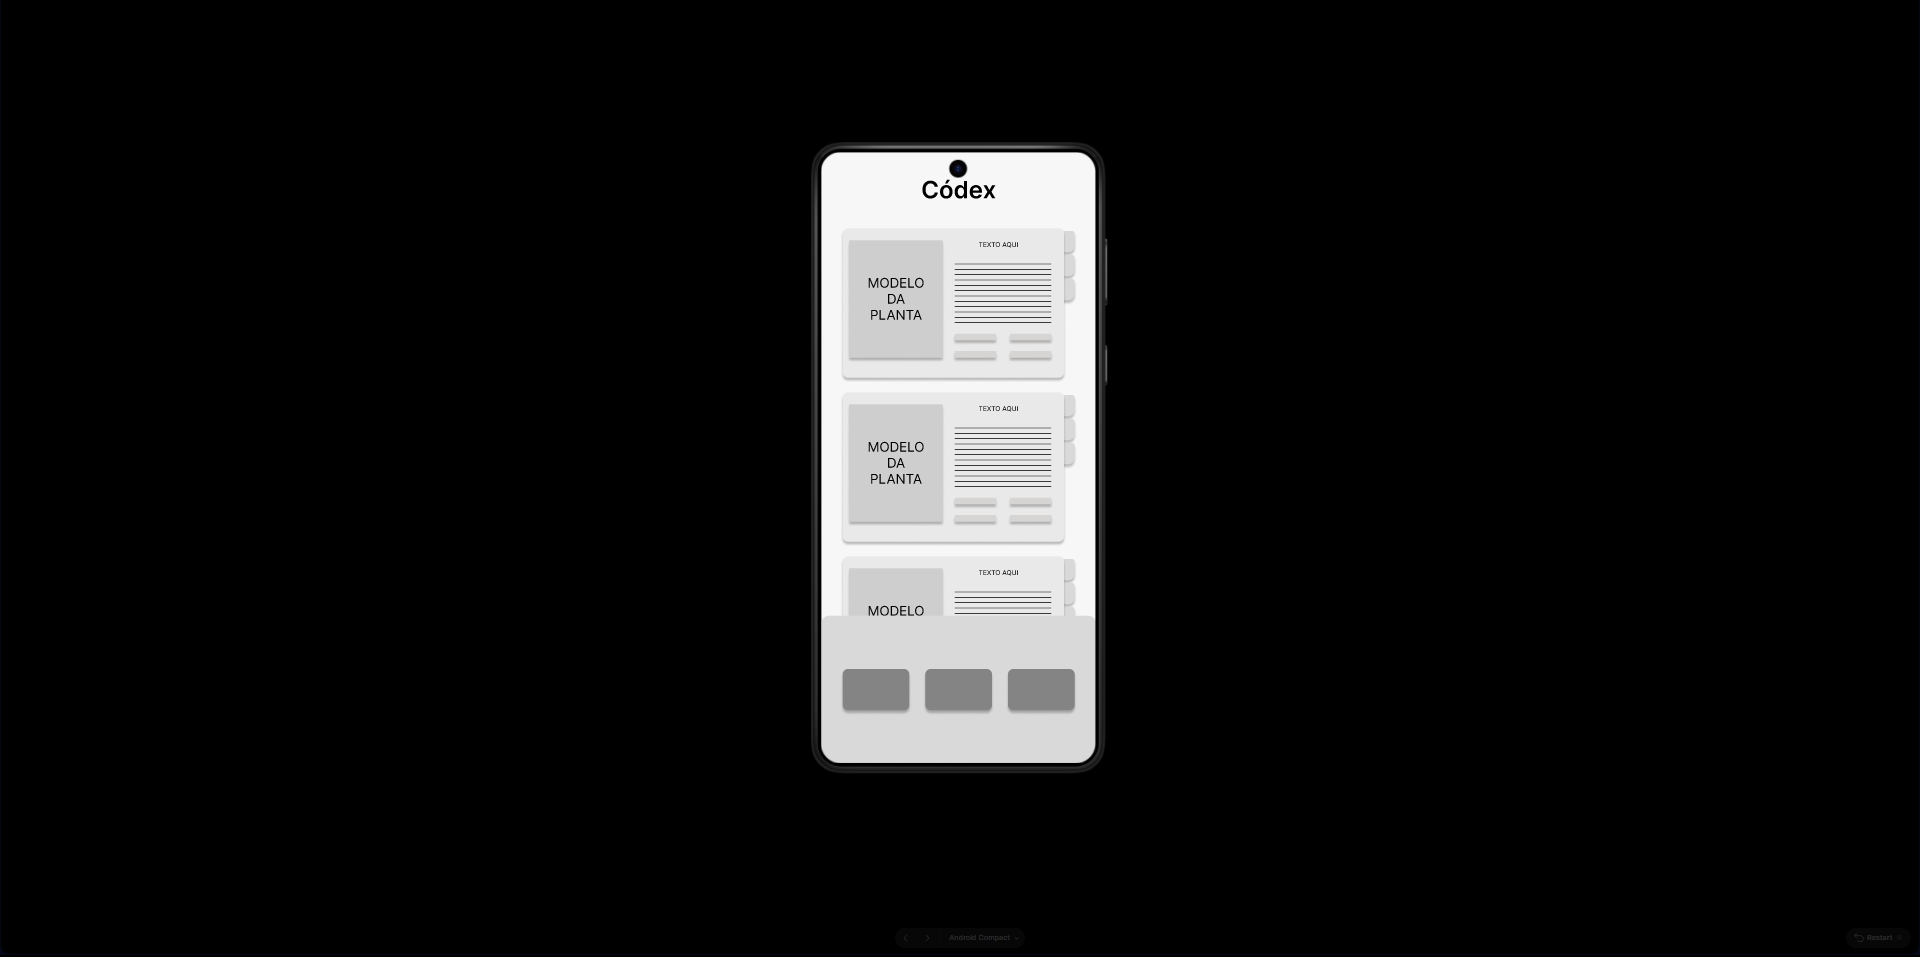 Códex
TEXTO AQUI
MODELO
DA
PLANTA
TEXTO AQUI
MODELO
DA
PLANTA
TEXTO AQUI
MODELO
Android Compact
Restart